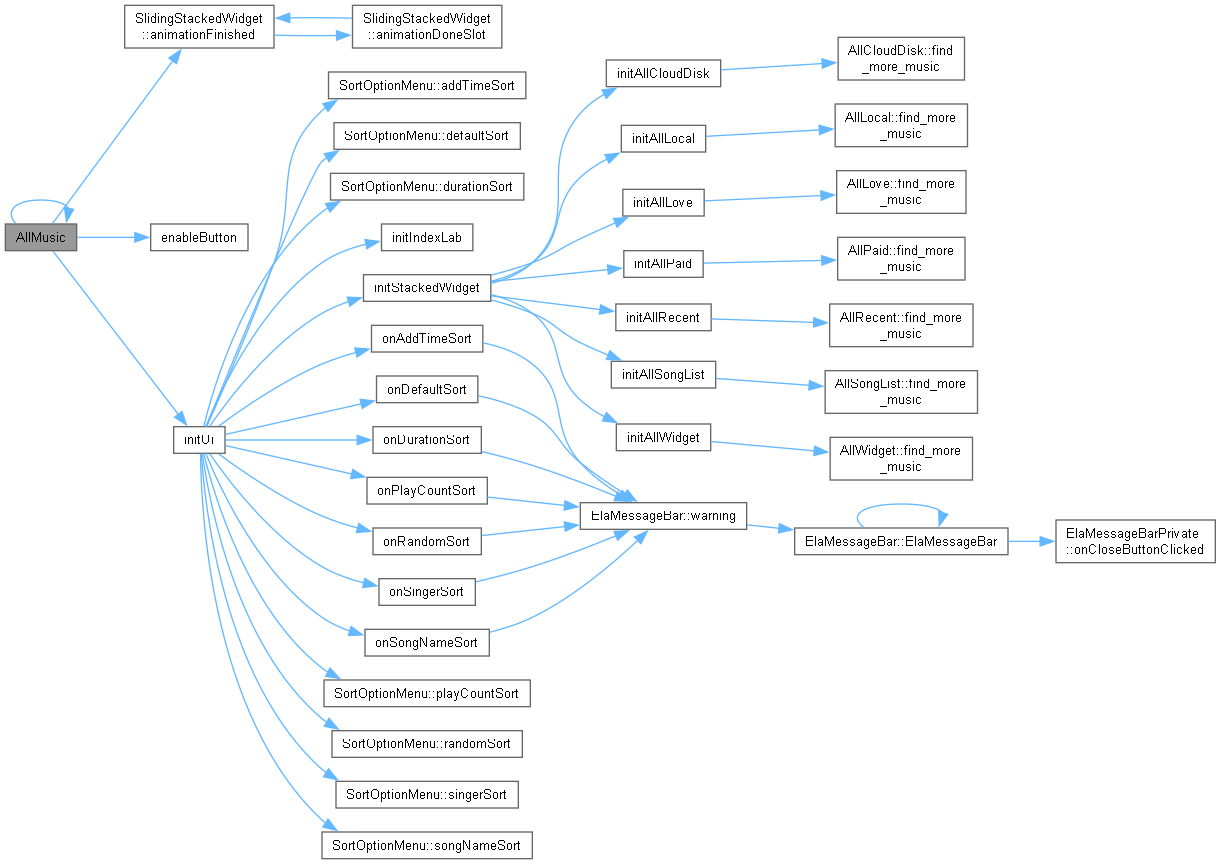 SlidingStackedWidget
::animationFinished
SlidingStackedWidget
::animationDoneSlot
AllMusic
enableButton
initUi
SortOptionMenu::addTimeSort
SortOptionMenu::defaultSort
SortOptionMenu::durationSort
initIndexLab
initStackedWidget
onAddTimeSort
onDefaultSort
onDurationSort
onPlayCountSort
onRandomSort
onSingerSort
onSongNameSort
SortOptionMenu::playCountSort
SortOptionMenu::randomSort
SortOptionMenu::singerSort
SortOptionMenu::songNameSort
initAllCloudDisk
initAllLocal
initAllLove
initAllPaid
initAllRecent
initAllSongList
initAllWidget
ElaMessageBar::warning
AllCloudDisk::find
_more_music
AllLocal::find_more
_music
AllLove::find_more
_music
AllPaid::find_more
_music
AllRecent::find_more
_music
AllSongList::find_more
_music
AllWidget::find_more
_music
ElaMessageBar::ElaMessageBar
ElaMessageBarPrivate
::onCloseButtonClicked